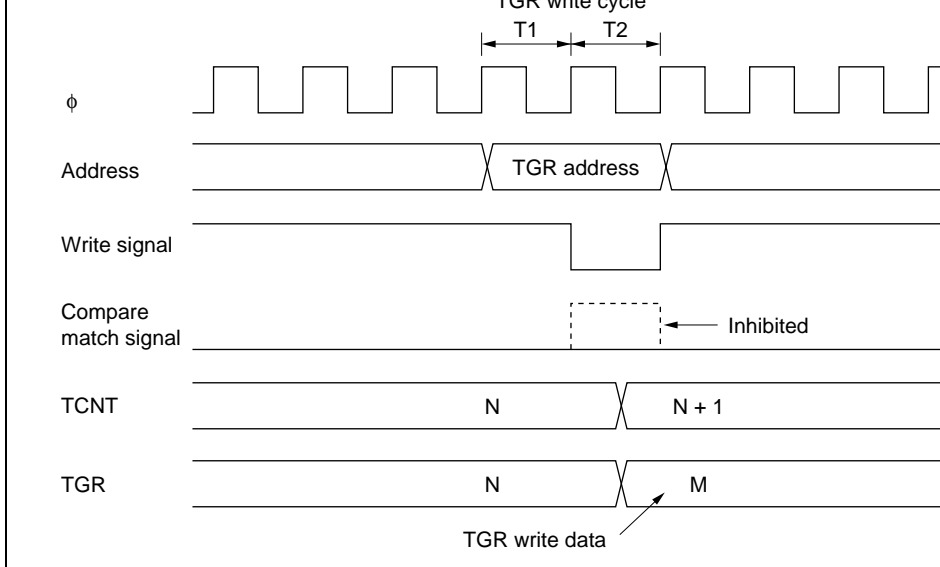 TGR write cycle
T1 T2
ϕ
Address
TGR address
Write signal
Compare
match signal
Inhibited
TCNT
N
N + 1
TGR
N
M
TGR write data